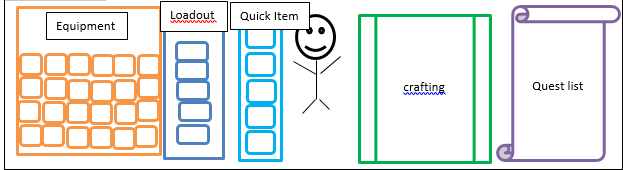 Equipment
Loadout
Quick Item
crafting
Quest list